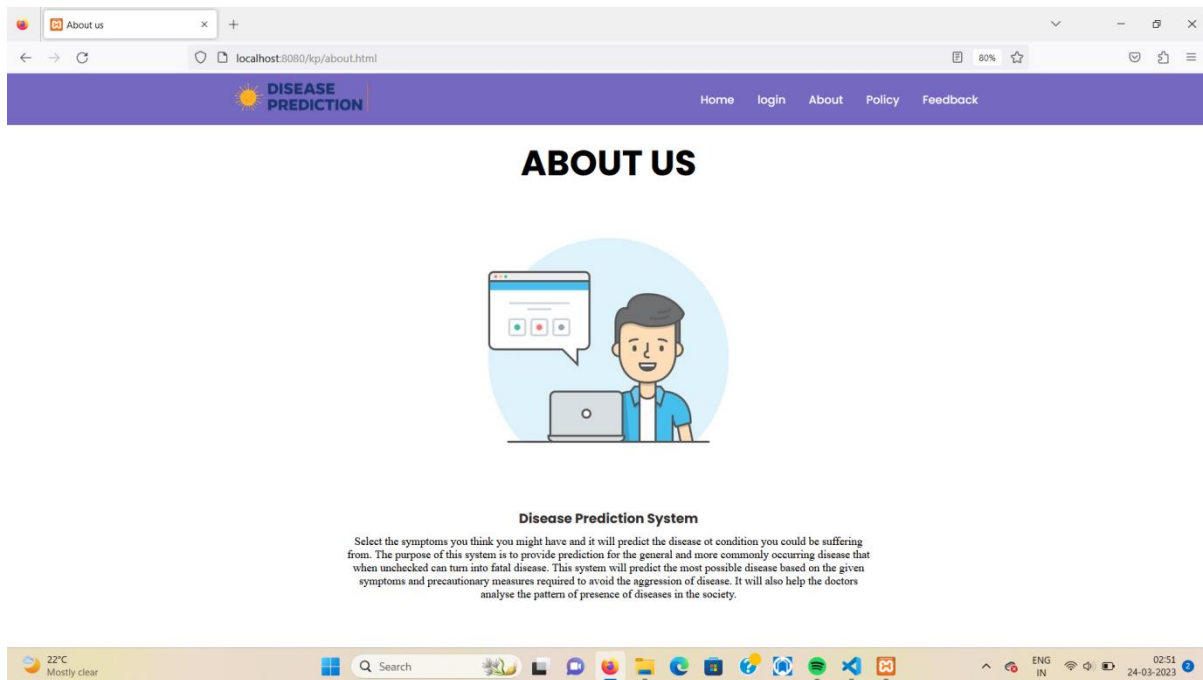 About us
localhost:8080/kp/about.html
80%
DISEASE
PREDICTION
Home login About Policy Feedback
ABOUT US
Disease Prediction System
Select the symptoms you think you might have and it will predict the disease ot condition you could be suffering
from. The purpose of this system is to provide prediction for the general and more commonly occurring disease that
when unchecked can turn into fatal disease. This system will predict the most possible disease based on the given
symptoms and precautionary measures required to avoid the aggression of disease. It will also help the doctors
analyse the pattern of presence of diseases in the society.
22°C
Mostly clear
Search
ENG
IN
02:51
24-03-2023
2